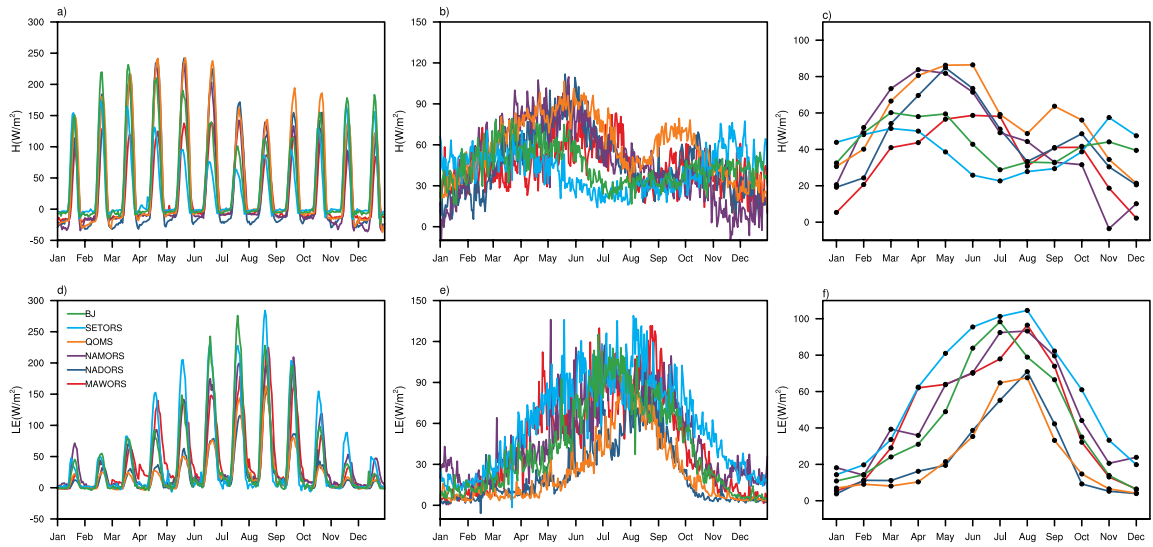 a)
H(W/m²)
300
250
200
150
100
50
0
-50
Jan Feb Mar Apr May Jun Jul Aug Sep Oct Nov Dec
b)
H(W/m²)
150
120
90
60
30
0
Jan Feb Mar Apr May Jun Jul Aug Sep Oct Nov Dec
c)
H(W/m²)
100
80
60
40
20
0
Jan Feb Mar Apr May Jun Jul Aug Sep Oct Nov Dec
d)
LE(W/m²)
300
250
200
150
100
50
0
-50
BJ
SETORS
QOMS
NAMORS
NADORS
MAWORS
Jan Feb Mar Apr May Jun Jul Aug Sep Oct Nov Dec
e)
LE(W/m²)
150
120
90
60
30
0
Jan Feb Mar Apr May Jun Jul Aug Sep Oct Nov Dec
f)
LE(W/m²)
100
80
60
40
20
0
Jan Feb Mar Apr May Jun Jul Aug Sep Oct Nov Dec